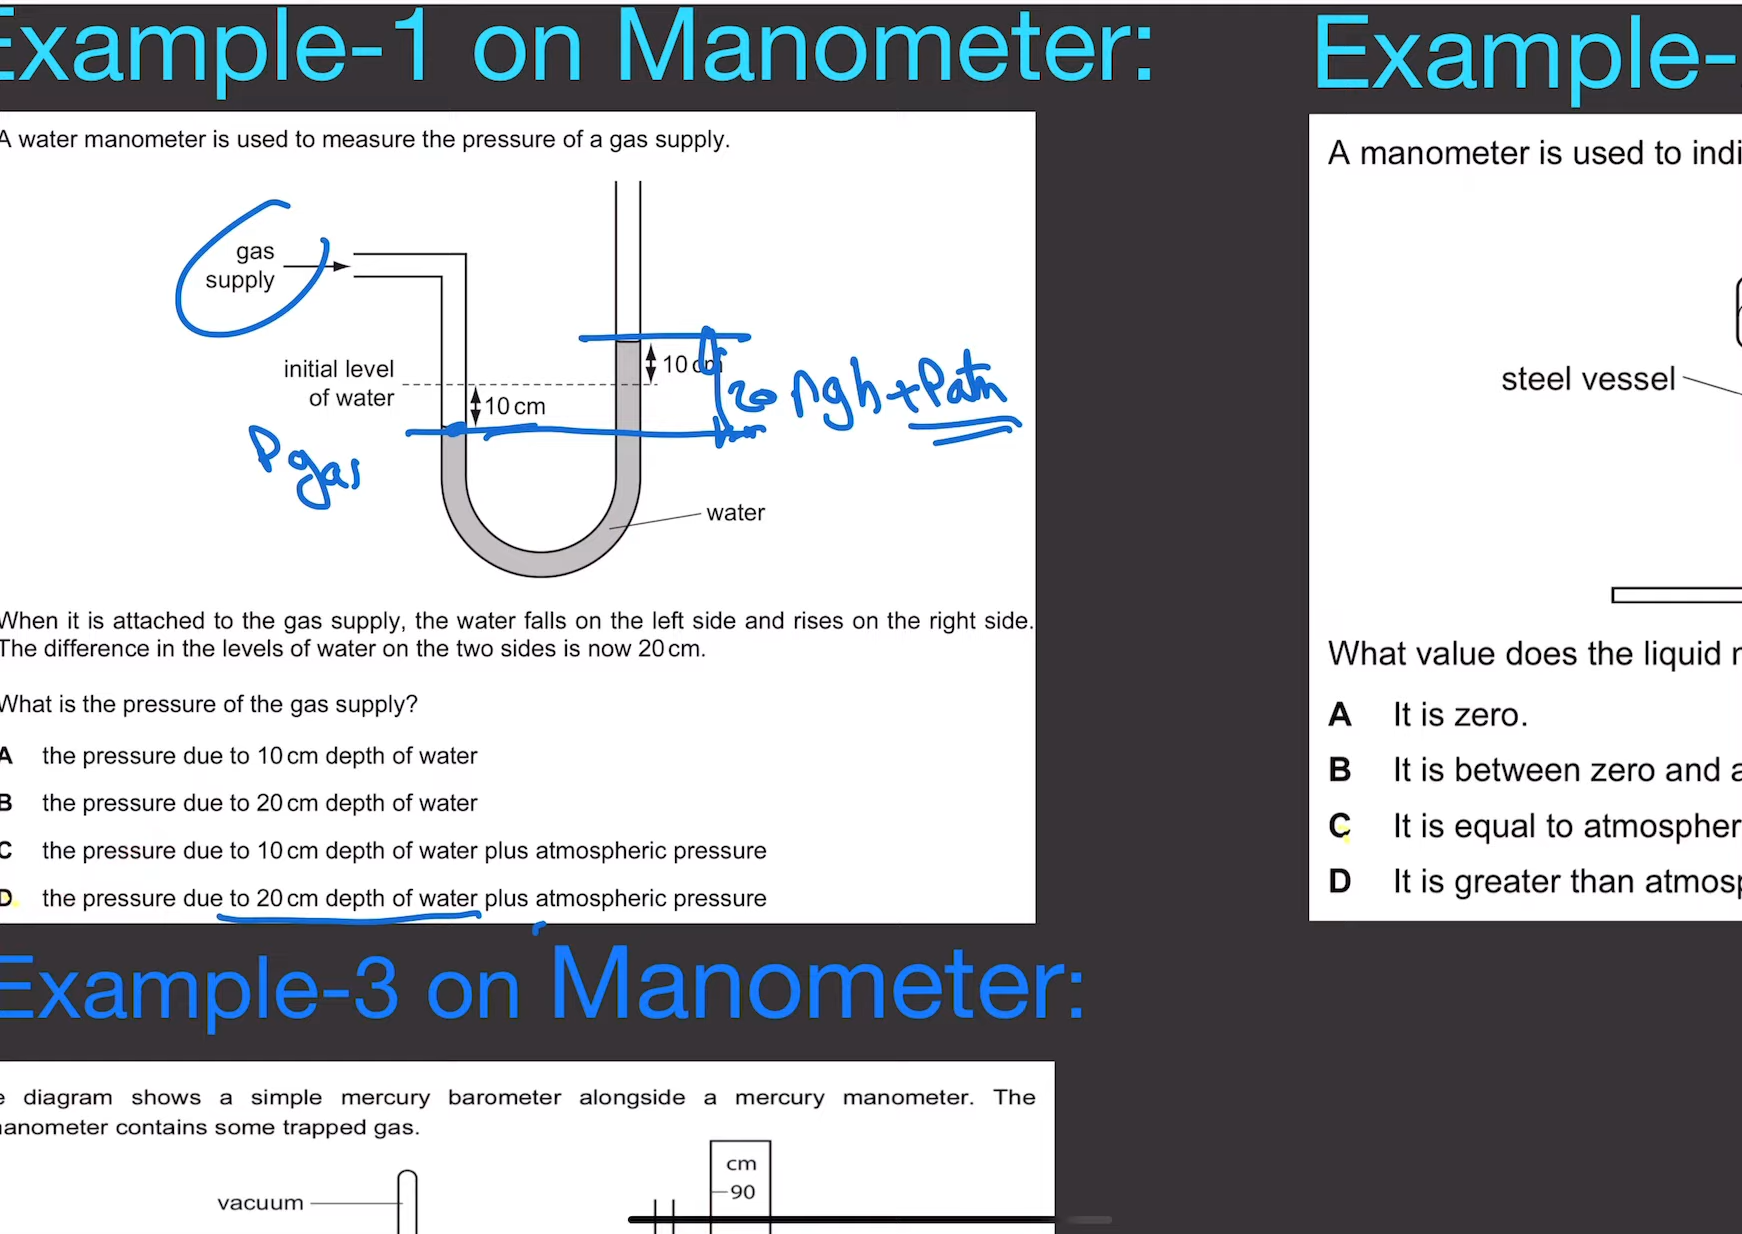 Example-1 on Manometer:
A water manometer is used to measure the pressure of a gas supply.
gas
supply
initial level
of water
10 cm
10 cm
20
ρgh + Patm
Pgas
water
When it is attached to the gas supply, the water falls on the left side and rises on the right side.
The difference in the levels of water on the two sides is now 20 cm.
What is the pressure of the gas supply?
A the pressure due to 10 cm depth of water
B the pressure due to 20 cm depth of water
C the pressure due to 10 cm depth of water plus atmospheric pressure
D the pressure due to 20 cm depth of water plus atmospheric pressure
Example-
A manometer is used to indi
steel vessel
What value does the liquid
A It is zero.
B It is between zero and a
C It is equal to atmospher
D It is greater than atmosp
Example-3 on Manometer:
e diagram shows a simple mercury barometer alongside a mercury manometer. The
anometer contains some trapped gas.
vacuum
cm
90